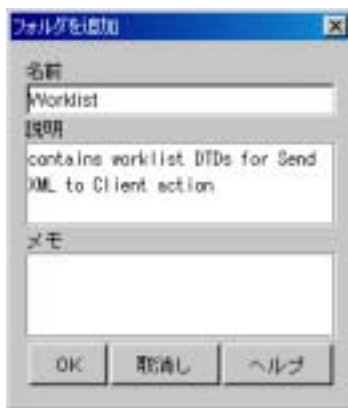 フォルダを追加
名前
Worklist
説明
contains worklist DTDs for Send
XML to Client action
メモ
OK
取消し
ヘルプ